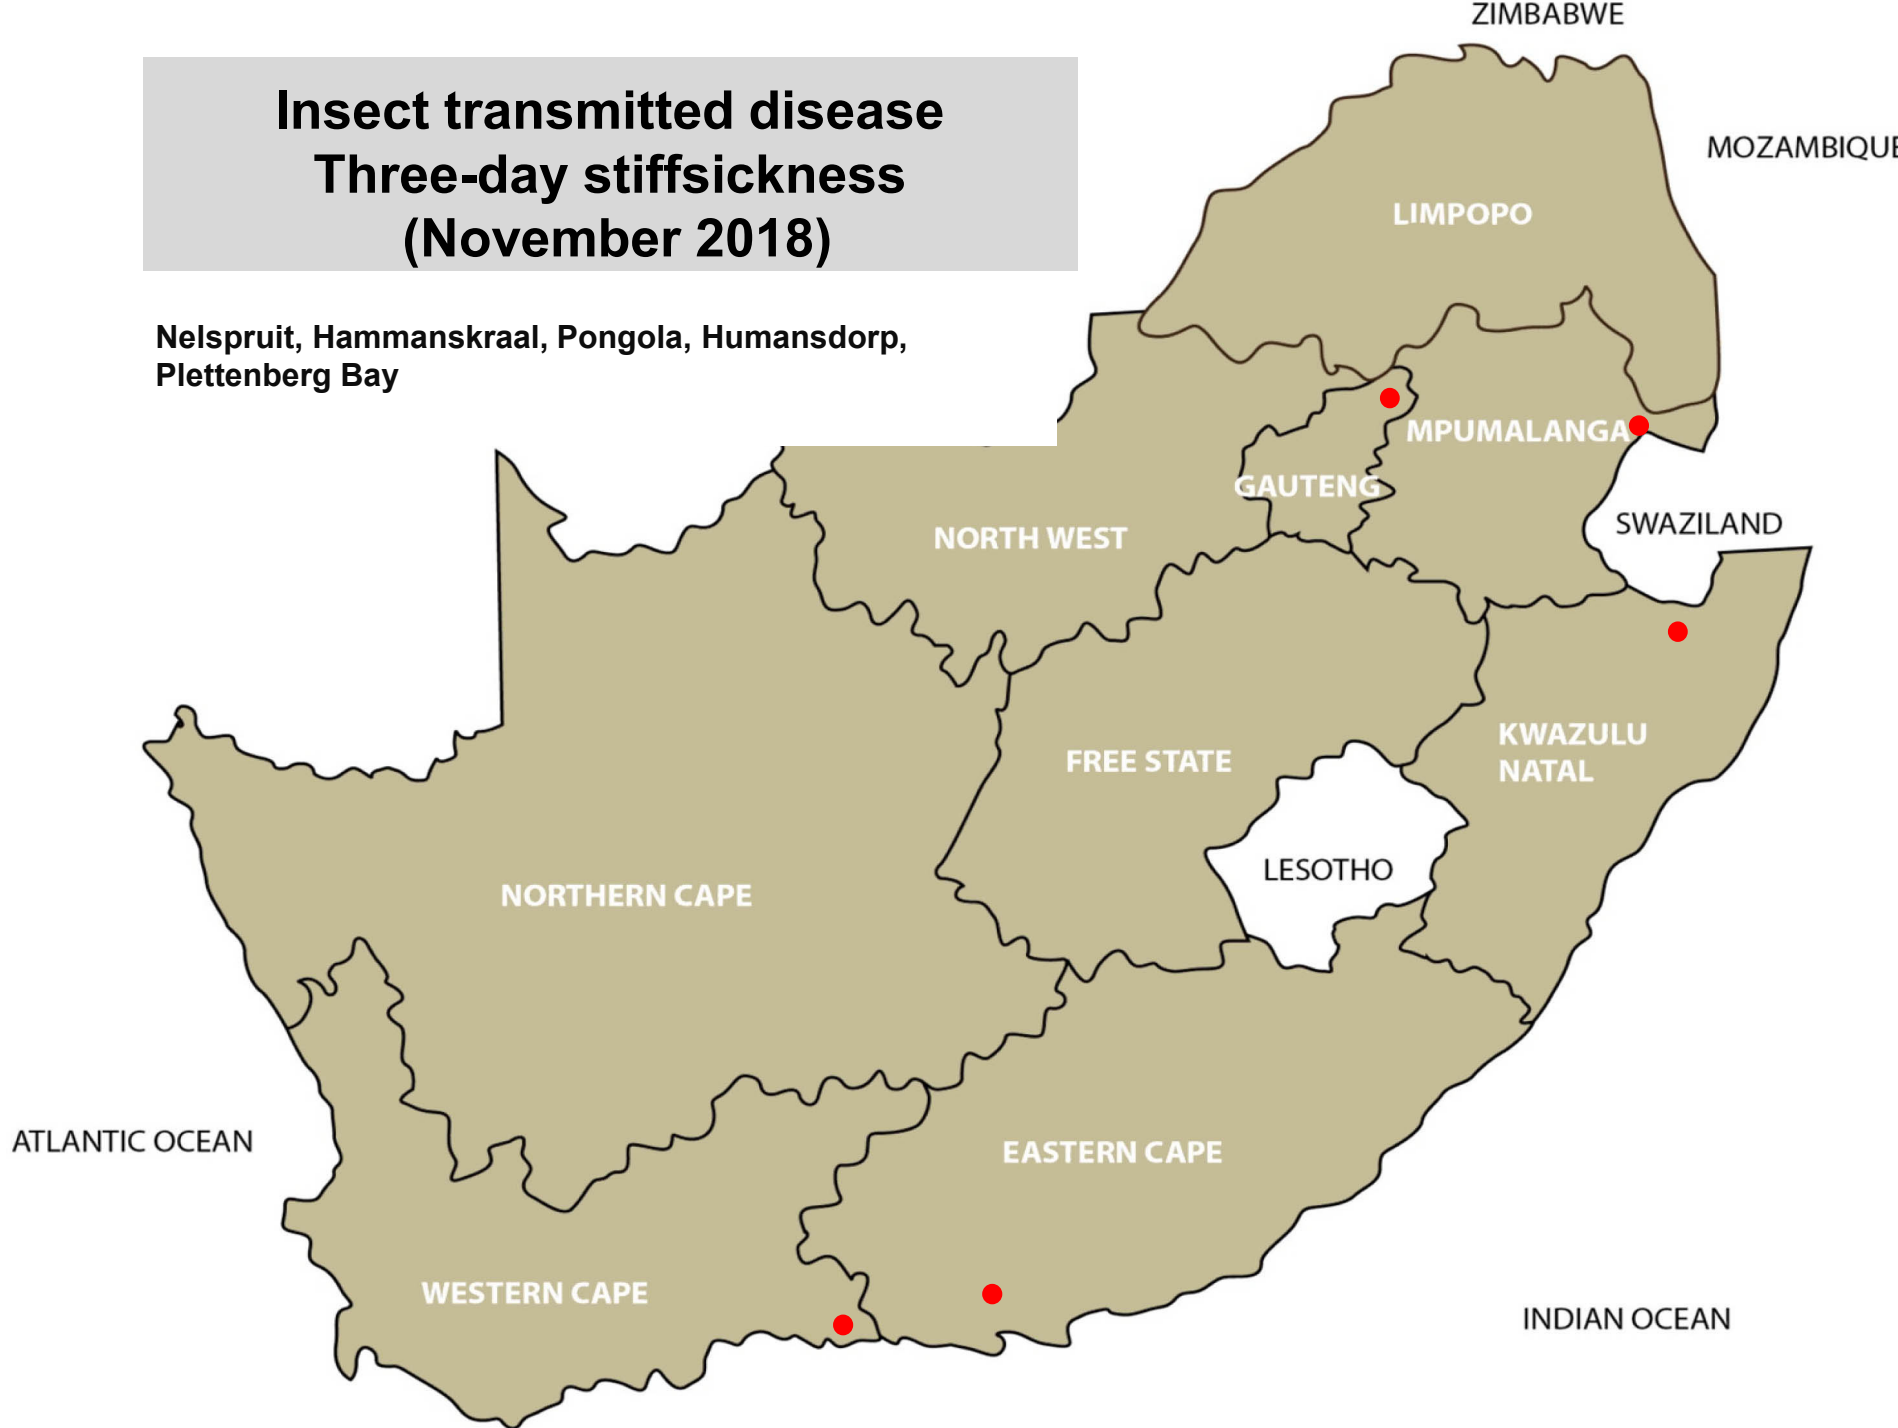 ZIMBABWE
Insect transmitted disease
Three-day stiffsickness
(November 2018)
MOZAMBIQUE
LIMPOPO
Nelspruit, Hammanskraal, Pongola, Humansdorp,
Plettenberg Bay
MPUMALANGA
GAUTENG
SWAZILAND
NORTH WEST
KWAZULU
NATAL
FREE STATE
LESOTHO
NORTHERN CAPE
ATLANTIC OCEAN
EASTERN CAPE
WESTERN CAPE
INDIAN OCEAN